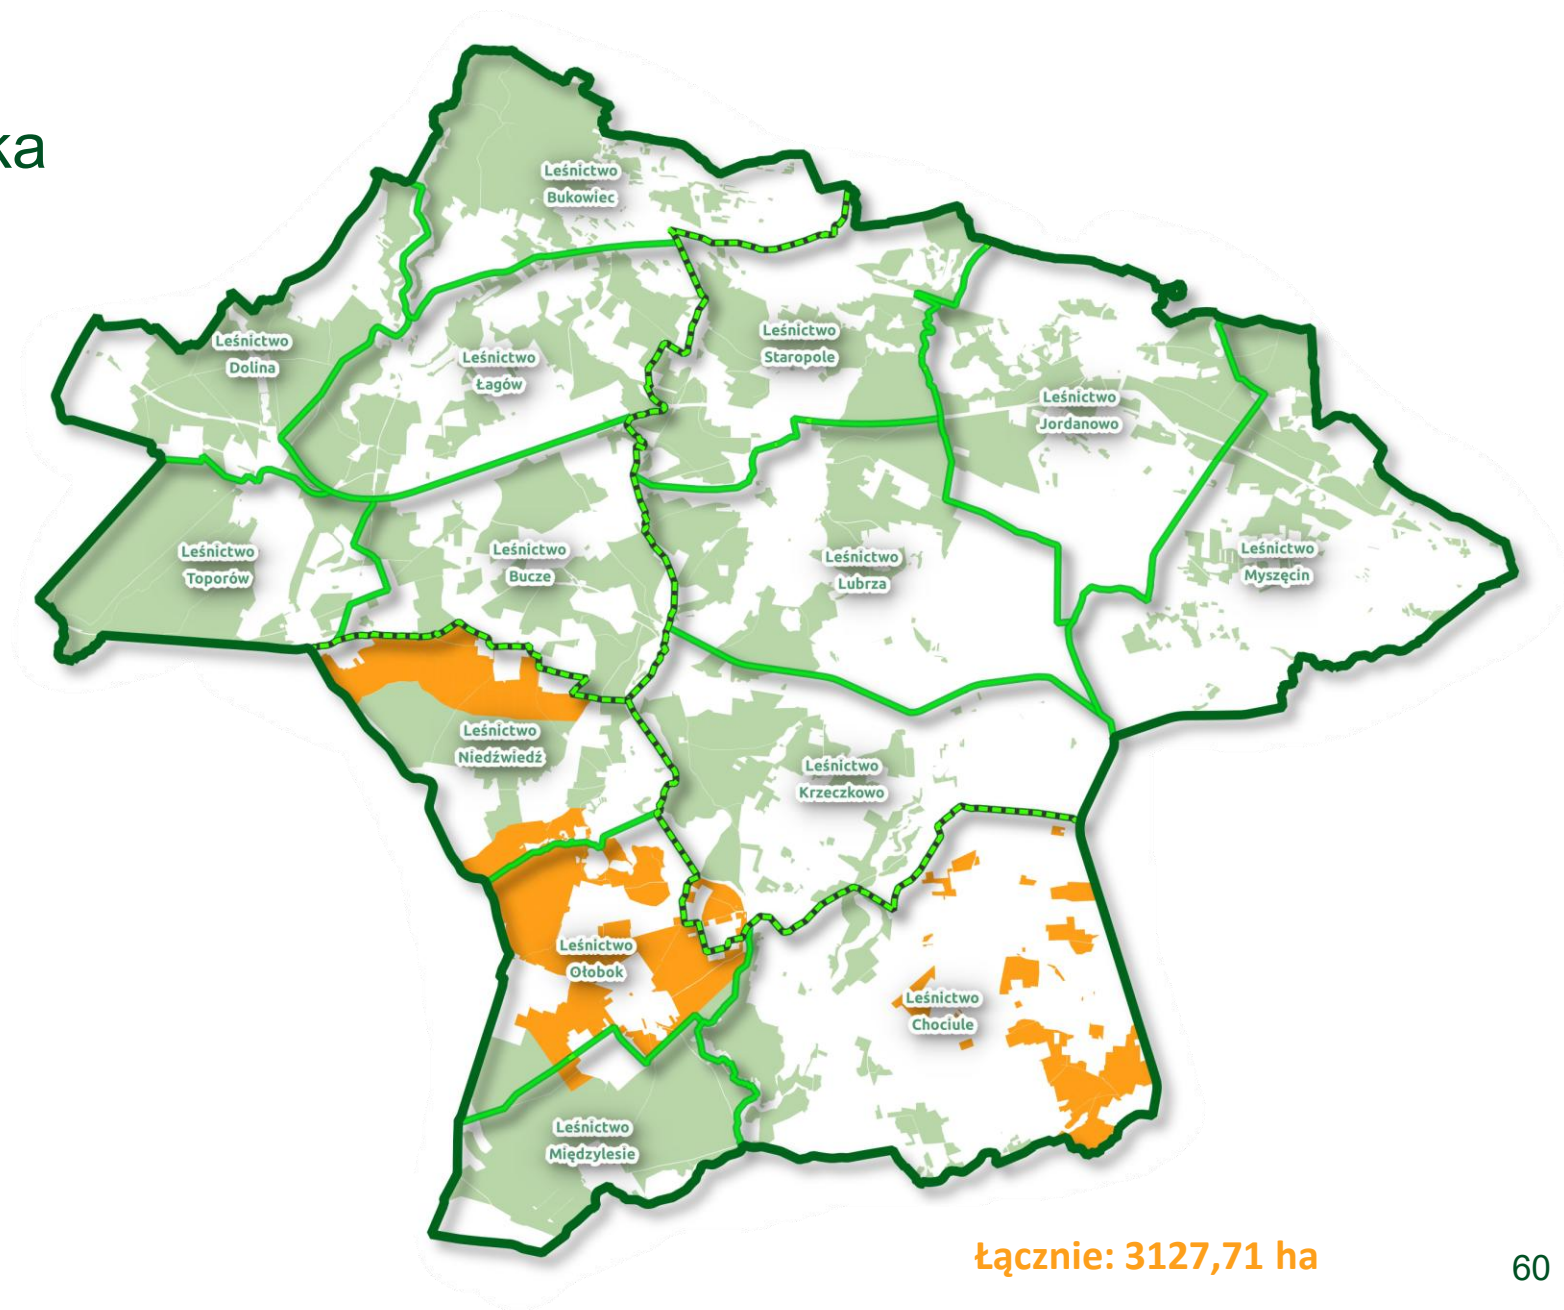 ka
Leśnictwo
Bukowiec
Leśnictwo
Dolina
Leśnictwo
Łagów
Leśnictwo
Staropole
Leśnictwo
Jordanowo
Leśnictwo
Toporów
Leśnictwo
Bucze
Leśnictwo
Lubrza
Leśnictwo
Myszęcin
Leśnictwo
Niedźwiedź
Leśnictwo
Krzeczkowo
Leśnictwo
Ołobok
Leśnictwo
Chociule
Leśnictwo
Międzylesie
Łącznie: 3127,71 ha
60